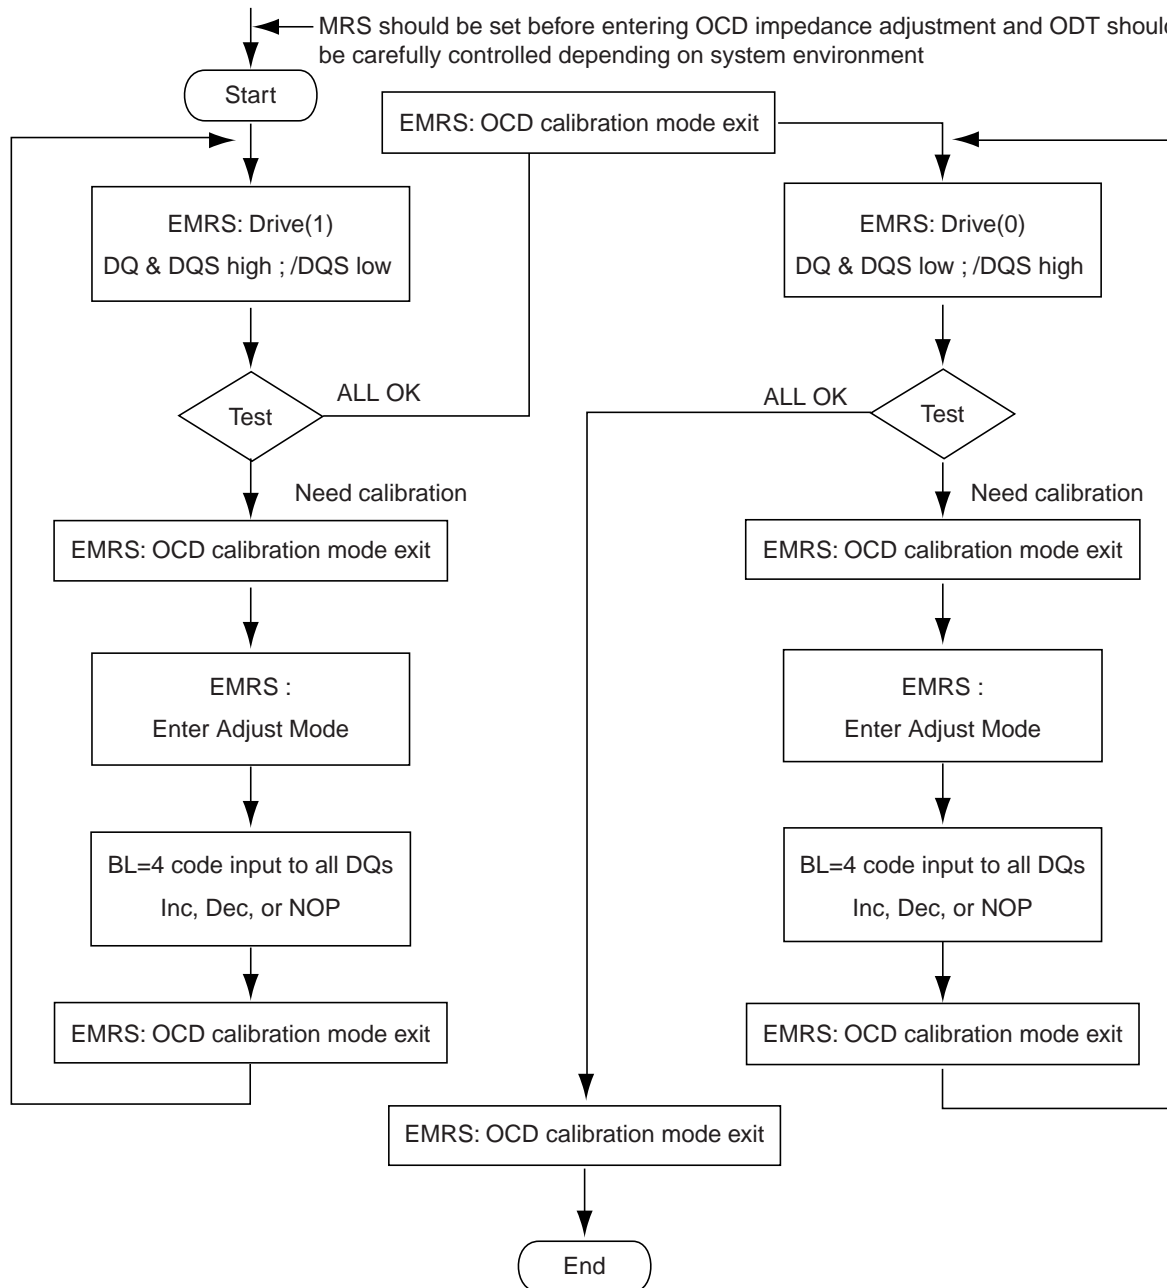 MRS should be set before entering OCD impedance adjustment and ODT should
be carefully controlled depending on system environment
Start
EMRS: OCD calibration mode exit
EMRS: Drive(1)
DQ & DQS high ; /DQS low
EMRS: Drive(0)
DQ & DQS low ; /DQS high
ALL OK
Test
ALL OK
Test
Need calibration
Need calibration
EMRS: OCD calibration mode exit
EMRS: OCD calibration mode exit
EMRS :
Enter Adjust Mode
EMRS :
Enter Adjust Mode
BL=4 code input to all DQs
Inc, Dec, or NOP
BL=4 code input to all DQs
Inc, Dec, or NOP
EMRS: OCD calibration mode exit
EMRS: OCD calibration mode exit
EMRS: OCD calibration mode exit
End